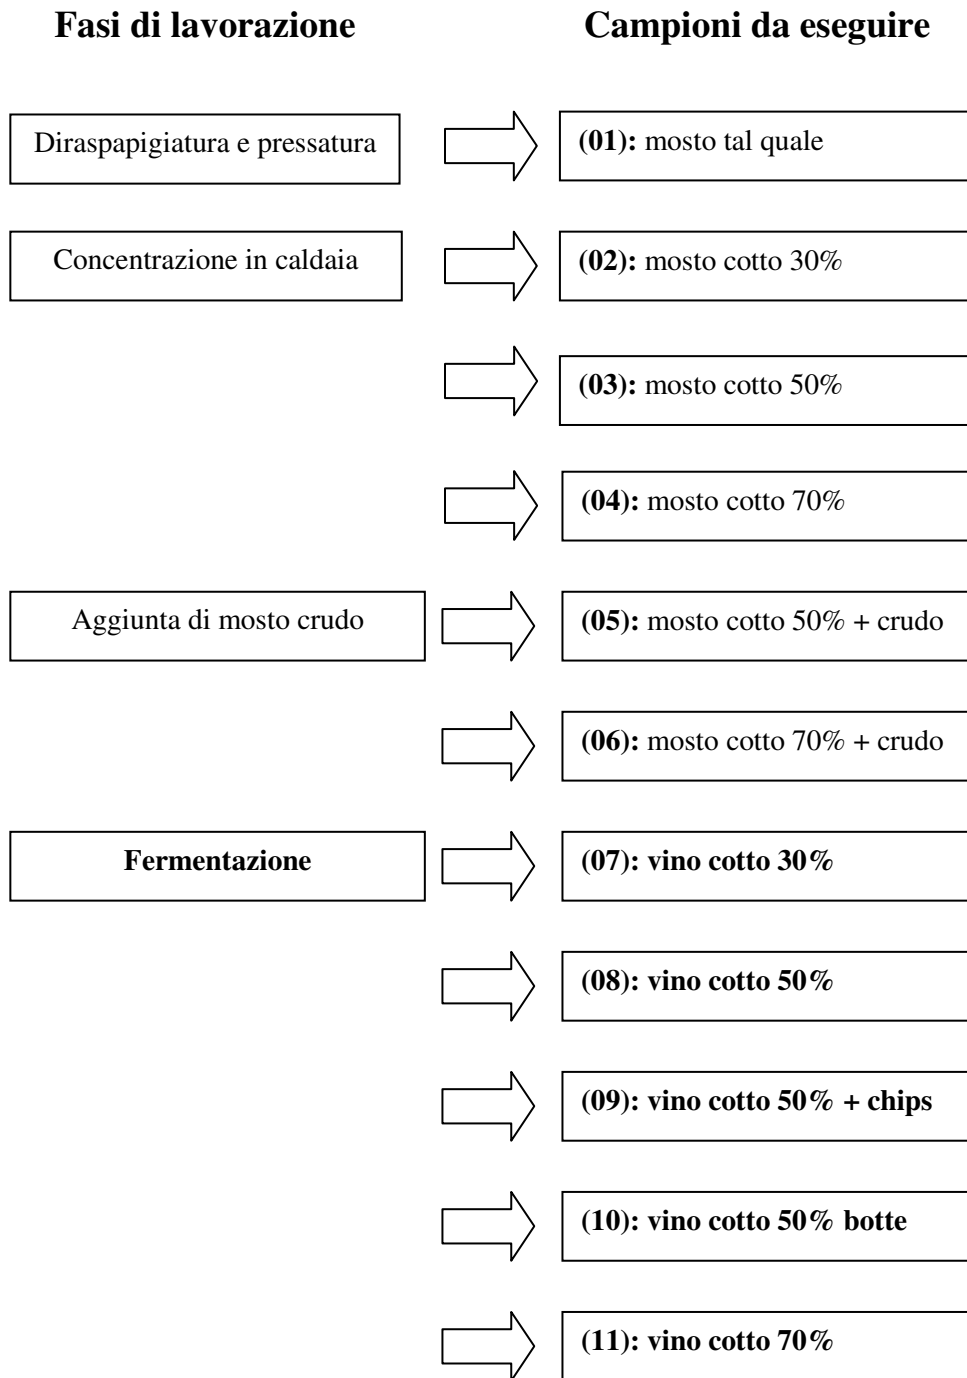 Fasi di lavorazione
Campioni da eseguire
Diraspapigiatura e pressatura
(01): mosto tal quale
Concentrazione in caldaia
(02): mosto cotto 30%
(03): mosto cotto 50%
(04): mosto cotto 70%
Aggiunta di mosto crudo
(05): mosto cotto 50% + crudo
(06): mosto cotto 70% + crudo
Fermentazione
(07): vino cotto 30%
(08): vino cotto 50%
(09): vino cotto 50% + chips
(10): vino cotto 50% botte
(11): vino cotto 70%